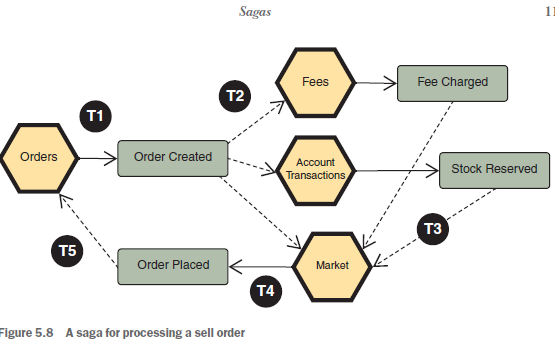 Sagas
11
Fees
Fee Charged
T2
T1
Orders
Order Created
Account
Transactions
Stock Reserved
T3
T5
Order Placed
Market
T4
Figure 5.8 A saga for processing a sell order